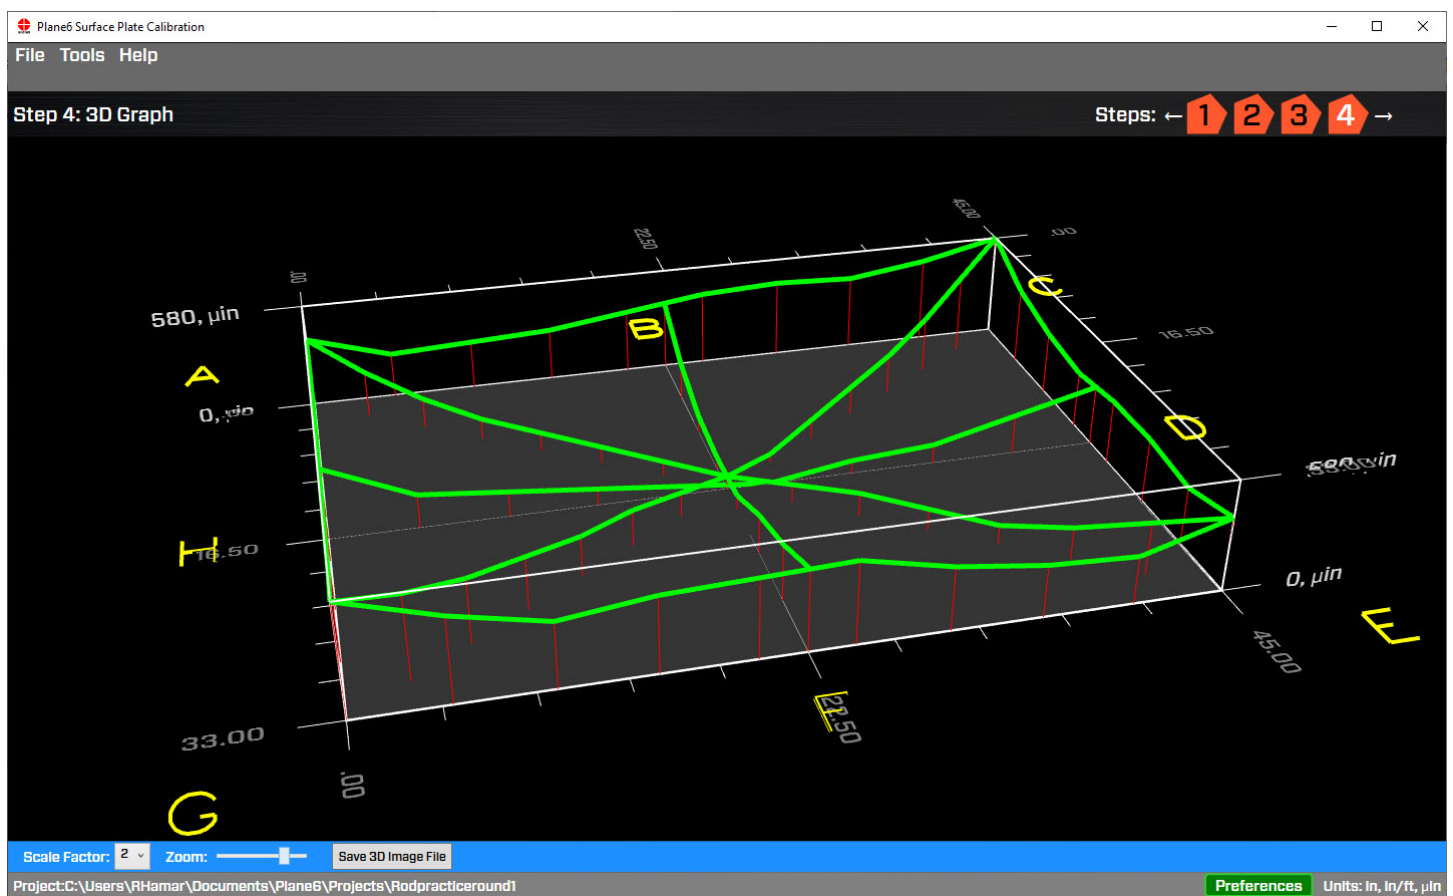 Plane6 Surface Plate Calibration
File Tools Help
Step 4: 3D Graph
Steps: ← 1 2 3 4 →
.00
22.50
45.00
.00
580, µin
A
B
C
16.50
0, µin
D
580, µin
H
16.50
0, µin
E
45.00
33.00
22.50
.00
G
Scale Factor: 2
Zoom:
Save 3D Image File
Project:C:\Users\RHamar\Documents\Plane6\Projects\Rodpracticeround1
Preferences
Units: in, in/ft, µin